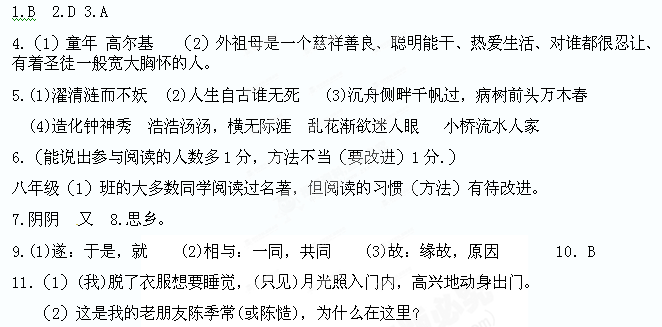 1.B 2.D 3.A
4.（1）童年 高尔基 （2）外祖母是一个慈祥善良、聪明能干、热爱生活、对谁都很忍让、
有着圣徒一般宽大胸怀的人。
5.(1)濯清涟而不妖 (2)人生自古谁无死 (3)沉舟侧畔千帆过，病树前头万木春
(4)造化钟神秀 浩浩汤汤，横无际涯 乱花渐欲迷人眼 小桥流水人家
6.（能说出参与阅读的人数多1分，方法不当（要改进）1分.）
八年级（1）班的大多数同学阅读过名著，但阅读的习惯（方法）有待改进。
7.阴阴 又 8.思乡。
9.(1)遂：于是，就 (2)相与：一同，共同 (3)故：缘故，原因 10. B
11.（1）(我)脱了衣服想要睡觉，(只见)月光照入门内，高兴地动身出门。
（2）这是我的老朋友陈季常(或陈慥)，为什么在这里？